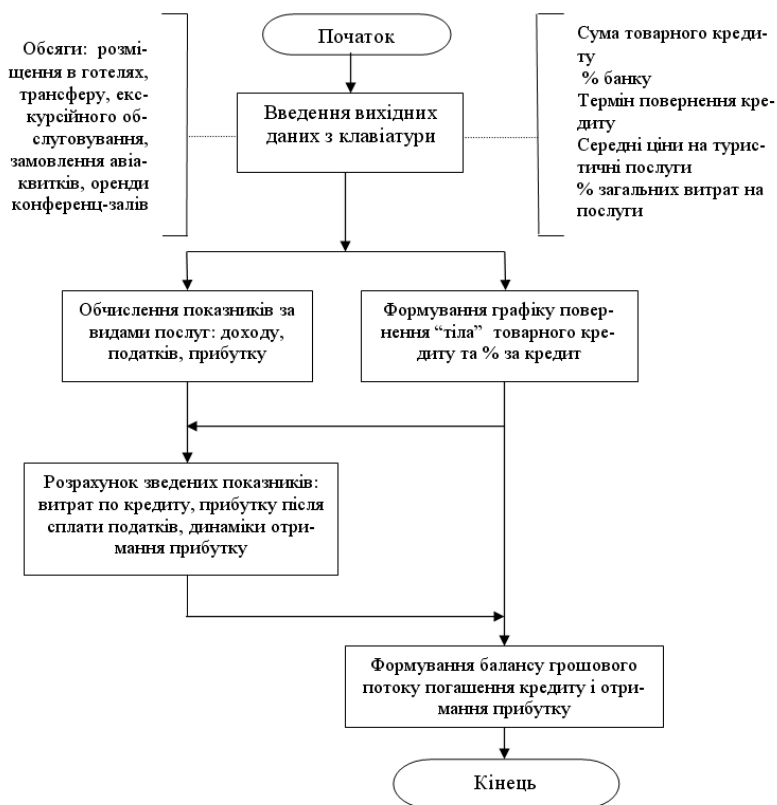 Початок
Обсяги: розмі-
щення в готелях,
трансферу, екс-
курсійного об-
слуговування,
замовлення авіа-
квитків, оренди
конференц-залів
Введення вихідних
даних з клавіатури
Сума товарного креди-
ту
% банку
Термін повернення кре-
диту
Середні ціни на турис-
тичні послуги
% загальних витрат на
послуги
Обчислення показників за
видами послуг: доходу,
податків, прибутку
Формування графіку повер-
нення “тіла” товарного кре-
диту та % за кредит
Розрахунок зведених показників:
витрат по кредиту, прибутку після
сплати податків, динаміки отри-
мання прибутку
Формування балансу грошового
потоку погашення кредиту і отри-
мання прибутку
Кінець